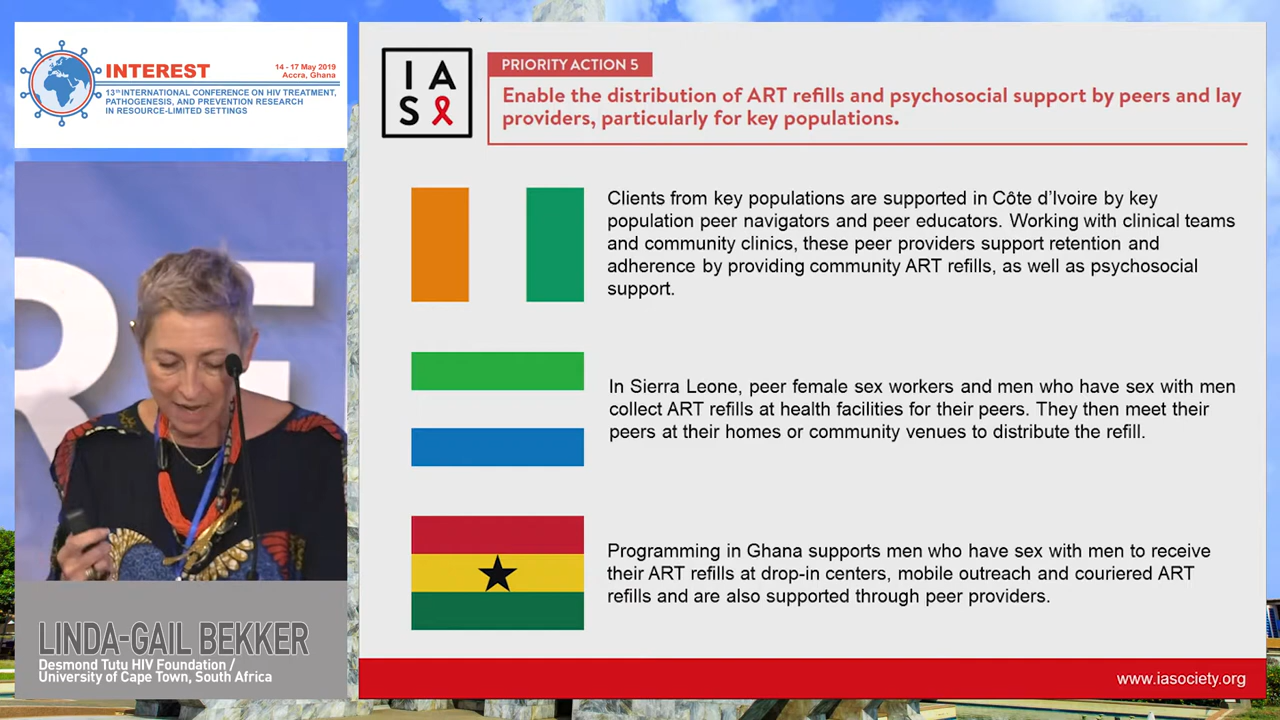 INTEREST
14 - 17 May 2019
Accra, Ghana
13th INTERNATIONAL CONFERENCE ON HIV TREATMENT,
PATHOGENESIS, AND PREVENTION RESEARCH
IN RESOURCE-LIMITED SETTINGS
RE
LINDA-GAIL BEKKER
Desmond Tutu HIV Foundation /
University of Cape Town, South Africa
I A
S
PRIORITY ACTION 5
Enable the distribution of ART refills and psychosocial support by peers and lay
providers, particularly for key populations.
Clients from key populations are supported in Côte d’Ivoire by key
population peer navigators and peer educators. Working with clinical teams
and community clinics, these peer providers support retention and
adherence by providing community ART refills, as well as psychosocial
support.
In Sierra Leone, peer female sex workers and men who have sex with men
collect ART refills at health facilities for their peers. They then meet their
peers at their homes or community venues to distribute the refill.
Programming in Ghana supports men who have sex with men to receive
their ART refills at drop-in centers, mobile outreach and couriered ART
refills and are also supported through peer providers.
www.iasociety.org